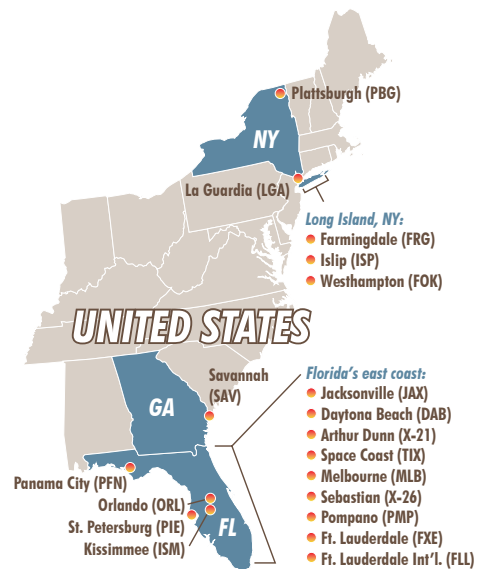 Plattsburgh (PBG)
NY
La Guardia (LGA)
Long Island, NY:
Farmingdale (FRG)
Islip (ISP)
Westhampton (FOK)
UNITED STATES
Savannah
(SAV)
GA
Florida's east coast:
Jacksonville (JAX)
Daytona Beach (DAB)
Arthur Dunn (X-21)
Space Coast (TIX)
Melbourne (MLB)
Sebastian (X-26)
Pompano (PMP)
Ft. Lauderdale (FXE)
Ft. Lauderdale Int'l. (FLL)
Panama City (PFN)
Orlando (ORL)
St. Petersburg (PIE)
Kissimmee (ISM)
FL